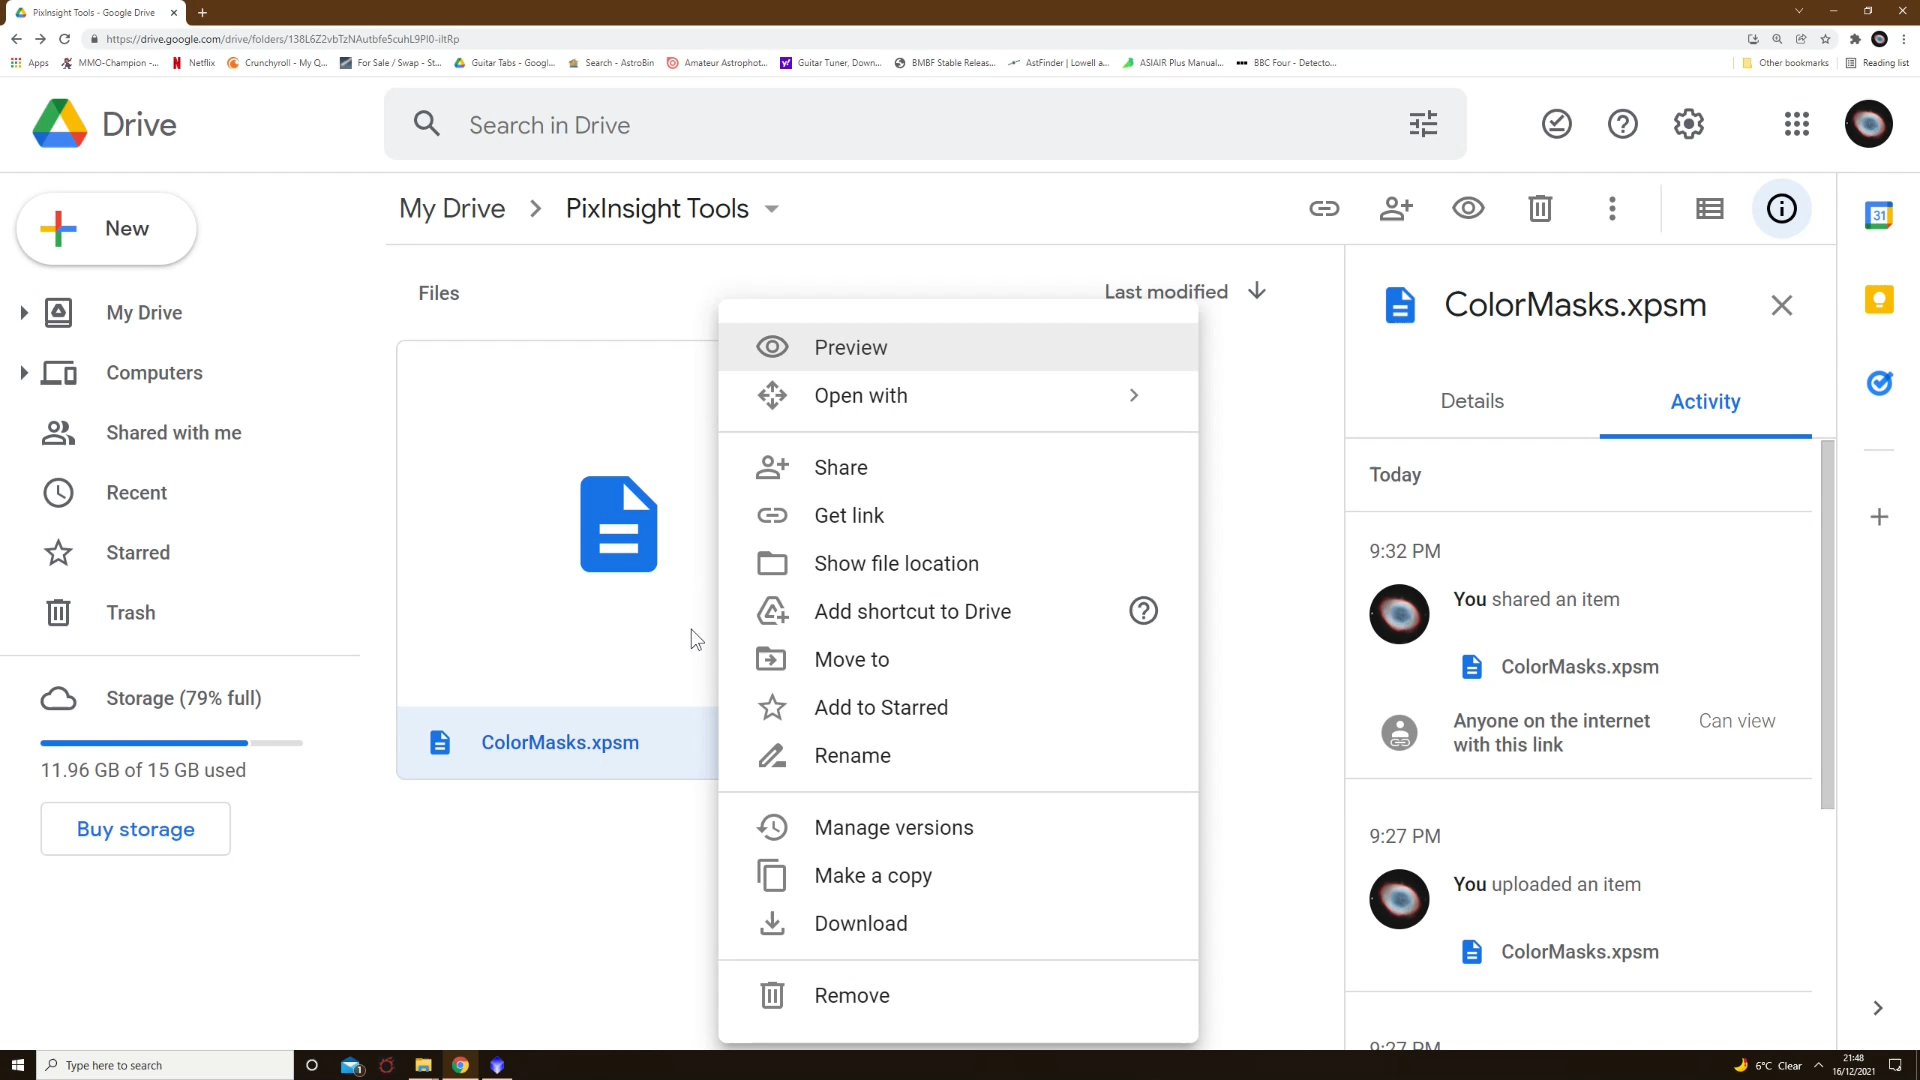 PixInsight Tools - Google Drive
https://drive.google.com/drive/folders/138L6Z2vbTzNAutbfe5cuhL9PI0-iltRp
Apps
MMO-Champion -...
Netflix
Crunchyroll - My Q...
For Sale / Swap - St...
Guitar Tabs - Googl...
Search - AstroBin
Amateur Astrophot...
Guitar Tuner, Down...
BMBF Stable Releas...
AstFinder | Lowell a...
ASIAIR Plus Manual...
BBC Four - Detecto...
Other bookmarks
Reading list
Drive
Search in Drive
New
My Drive
PixInsight Tools
My Drive
Computers
Shared with me
Recent
Starred
Trash
Storage (79% full)
11.96 GB of 15 GB used
Buy storage
Files
Last modified
ColorMasks.xpsm
Preview
Open with
Share
Get link
Show file location
Add shortcut to Drive
Move to
Add to Starred
Rename
Manage versions
Make a copy
Download
Remove
ColorMasks.xpsm
Details
Activity
Today
9:32 PM
You shared an item
ColorMasks.xpsm
Anyone on the internet
with this link
Can view
9:27 PM
You uploaded an item
ColorMasks.xpsm
9:27 PM
31
Type here to search
1
6°C Clear
21:48
16/12/2021